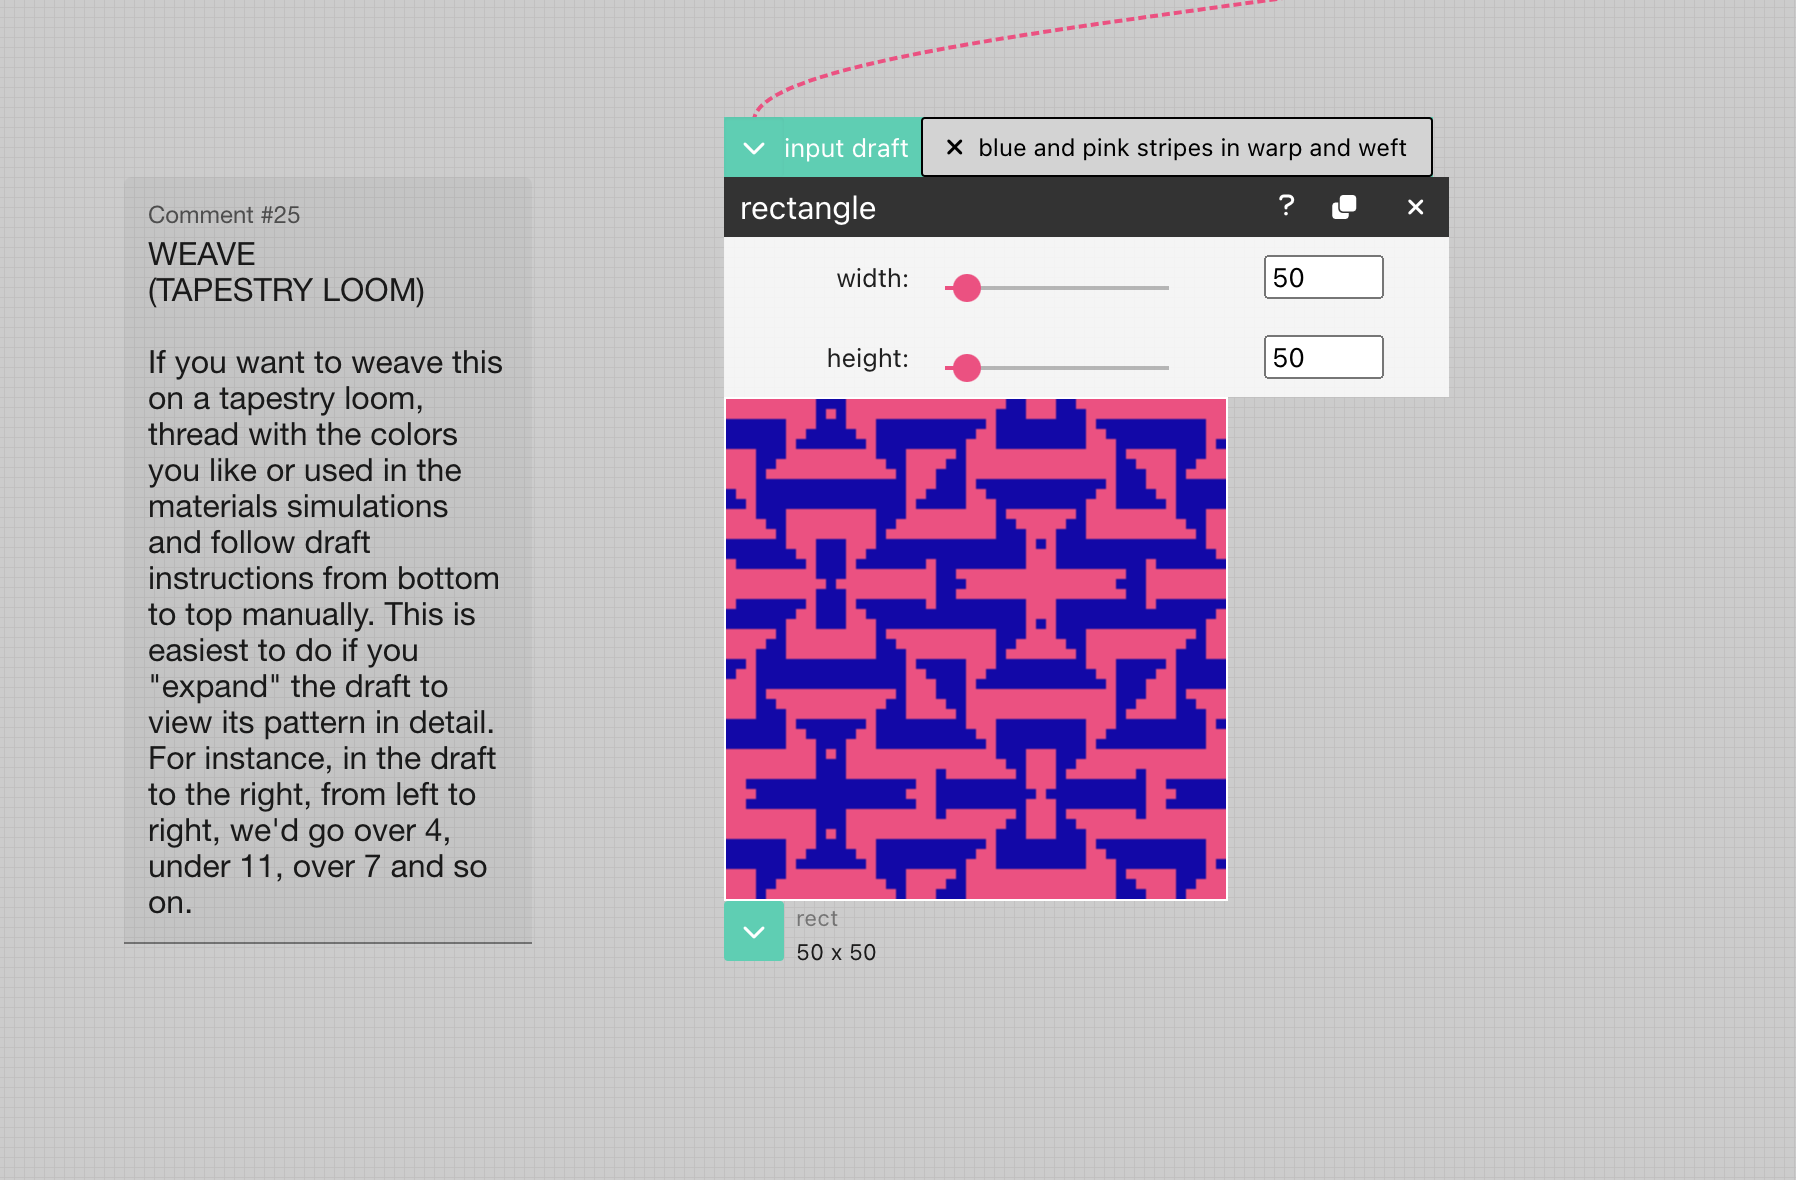 Comment #25
WEAVE
(TAPESTRY LOOM)
If you want to weave this
on a tapestry loom,
thread with the colors
you like or used in the
materials simulations
and follow draft
instructions from bottom
to top manually. This is
easiest to do if you
"expand" the draft to
view its pattern in detail.
For instance, in the draft
to the right, from left to
right, we'd go over 4,
under 11, over 7 and so
on.
input draft
blue and pink stripes in warp and weft
rectangle ?
width: 50
height: 50
rect
50 x 50